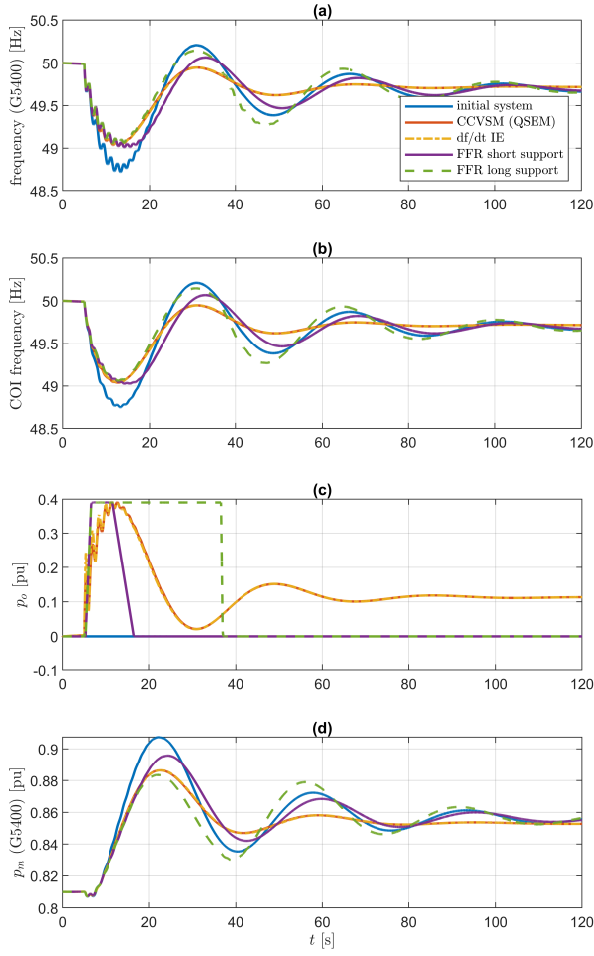 (a)
50.5
50
49.5
49
48.5
frequency (G5400) [Hz]
initial system
CCVSM (QSEM)
df/dt IE
FFR short support
FFR long support
0 20 40 60 80 100 120
(b)
50.5
50
49.5
49
48.5
COI frequency [Hz]
0 20 40 60 80 100 120
(c)
0.4
0.3
0.2
0.1
0
-0.1
pₒ [pu]
0 20 40 60 80 100 120
(d)
0.9
0.88
0.86
0.84
0.82
0.8
pₘ (G5400) [pu]
0 20 40 60 80 100 120
t [s]